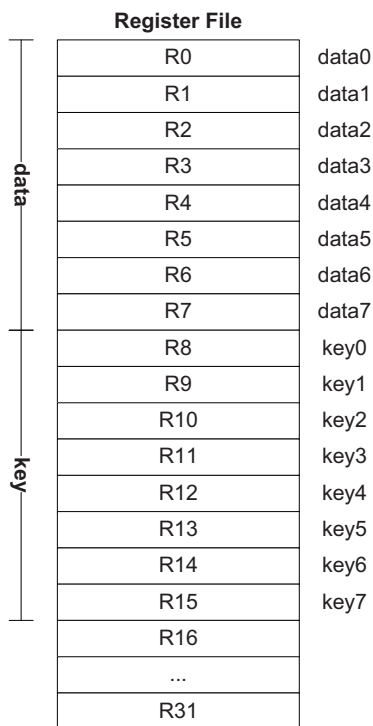 Register File
R0 data0
R1 data1
R2 data2
R3 data3
data
R4 data4
R5 data5
R6 data6
R7 data7
R8 key0
R9 key1
R10 key2
R11 key3
key
R12 key4
R13 key5
R14 key6
R15 key7
R16
...
R31